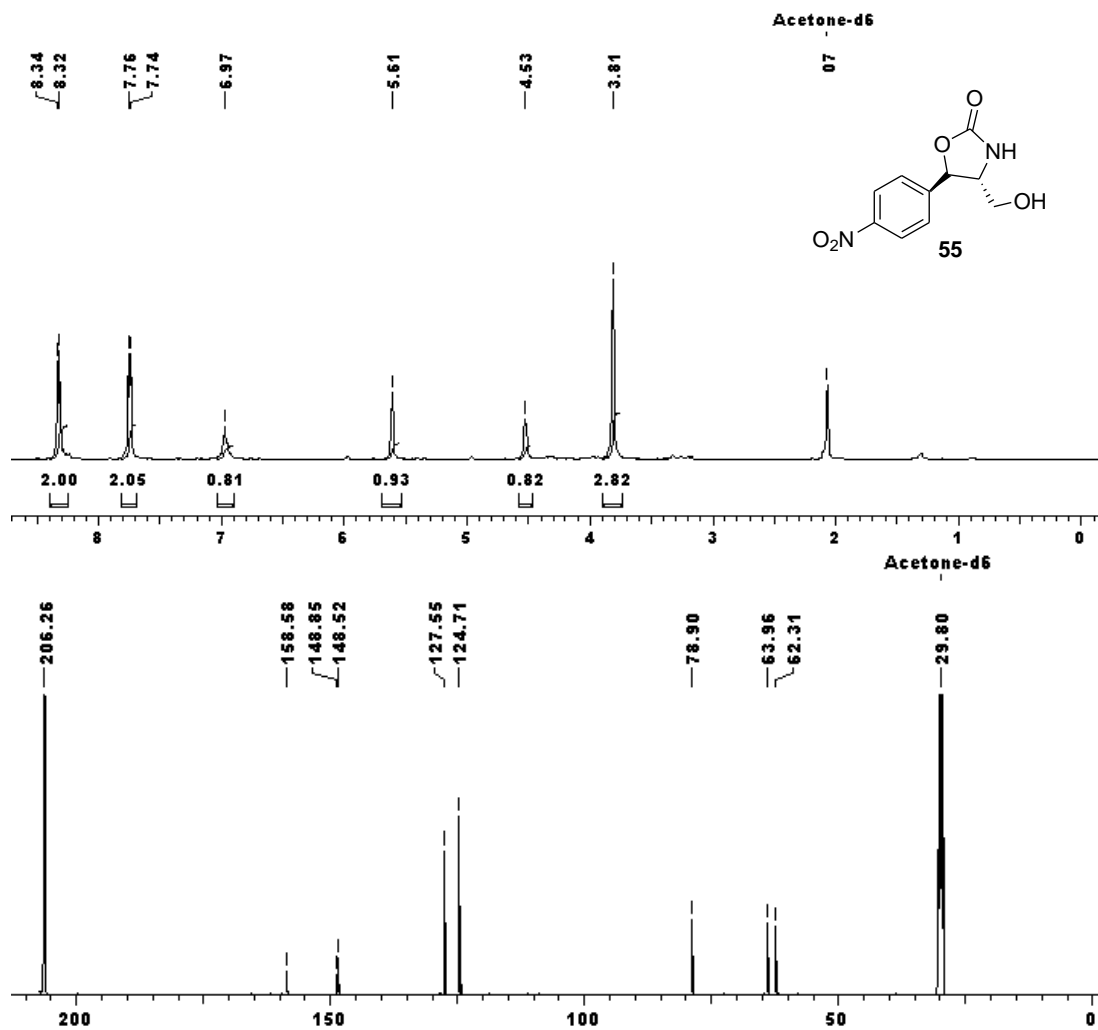 Acetone-d6
8.34
8.32
7.76
7.74
6.97
5.61
4.53
3.81
07
O
O
NH
OH
O2N
55
2.00 2.05 0.81 0.93 0.82 2.82
8 7 6 5 4 3 2 1 0
Acetone-d6
206.26
158.58
148.85
148.52
127.55
124.71
78.90
63.96
62.31
29.80
200 150 100 50 0